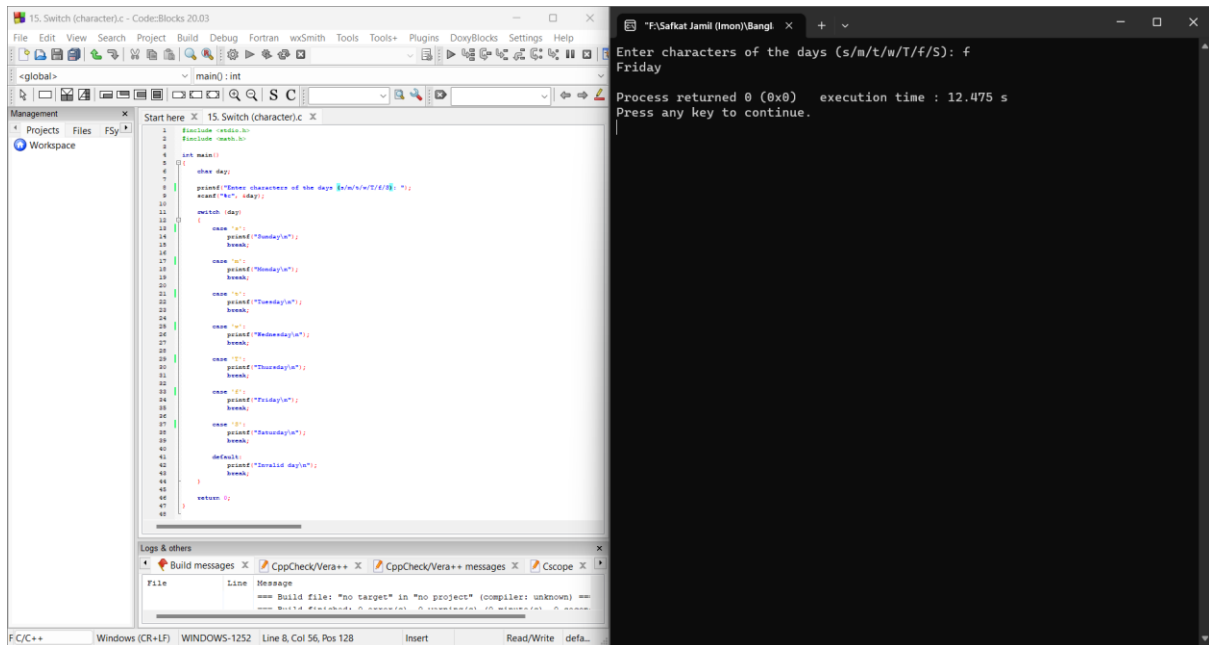 15. Switch (character).c - Code::Blocks 20.03
File Edit View Search Project Build Debug Fortran wxSmith Tools Tools+ Plugins DoxyBlocks Settings Help
<global>
main() : int
S C
Management
Projects Files FSy
Workspace
Start here X 15. Switch (character).c X
1 #include <stdio.h>
2 #include <math.h>
3
4 int main()
5 {
6 char day;
7
8 printf("Enter characters of the days (s/m/t/w/T/f/S): ");
9 scanf("%c", &day);
10
11 switch (day)
12 {
13 case 's':
14 printf("Sunday\n");
15 break;
16
17 case 'm':
18 printf("Monday\n");
19 break;
20
21 case 't':
22 printf("Tuesday\n");
23 break;
24
25 case 'w':
26 printf("Wednesday\n");
27 break;
28
29 case 'T':
30 printf("Thursday\n");
31 break;
32
33 case 'f':
34 printf("Friday\n");
35 break;
36
37 case 'S':
38 printf("Saturday\n");
39 break;
40
41 default:
42 printf("Invalid day\n");
43 break;
44 }
45
46 return 0;
47 }
48
Logs & others
Build messages X CppCheck/Vera++ X CppCheck/Vera++ messages X Cscope X
File Line Message
=== Build file: "no target" in "no project" (compiler: unknown) ===
F C/C++ Windows (CR+LF) WINDOWS-1252 Line 8, Col 56, Pos 128 Insert Read/Write defa...
"F:\Safkat Jamil (Imon)\Bangl
Enter characters of the days (s/m/t/w/T/f/S): f
Friday
Process returned 0 (0x0) execution time : 12.475 s
Press any key to continue.